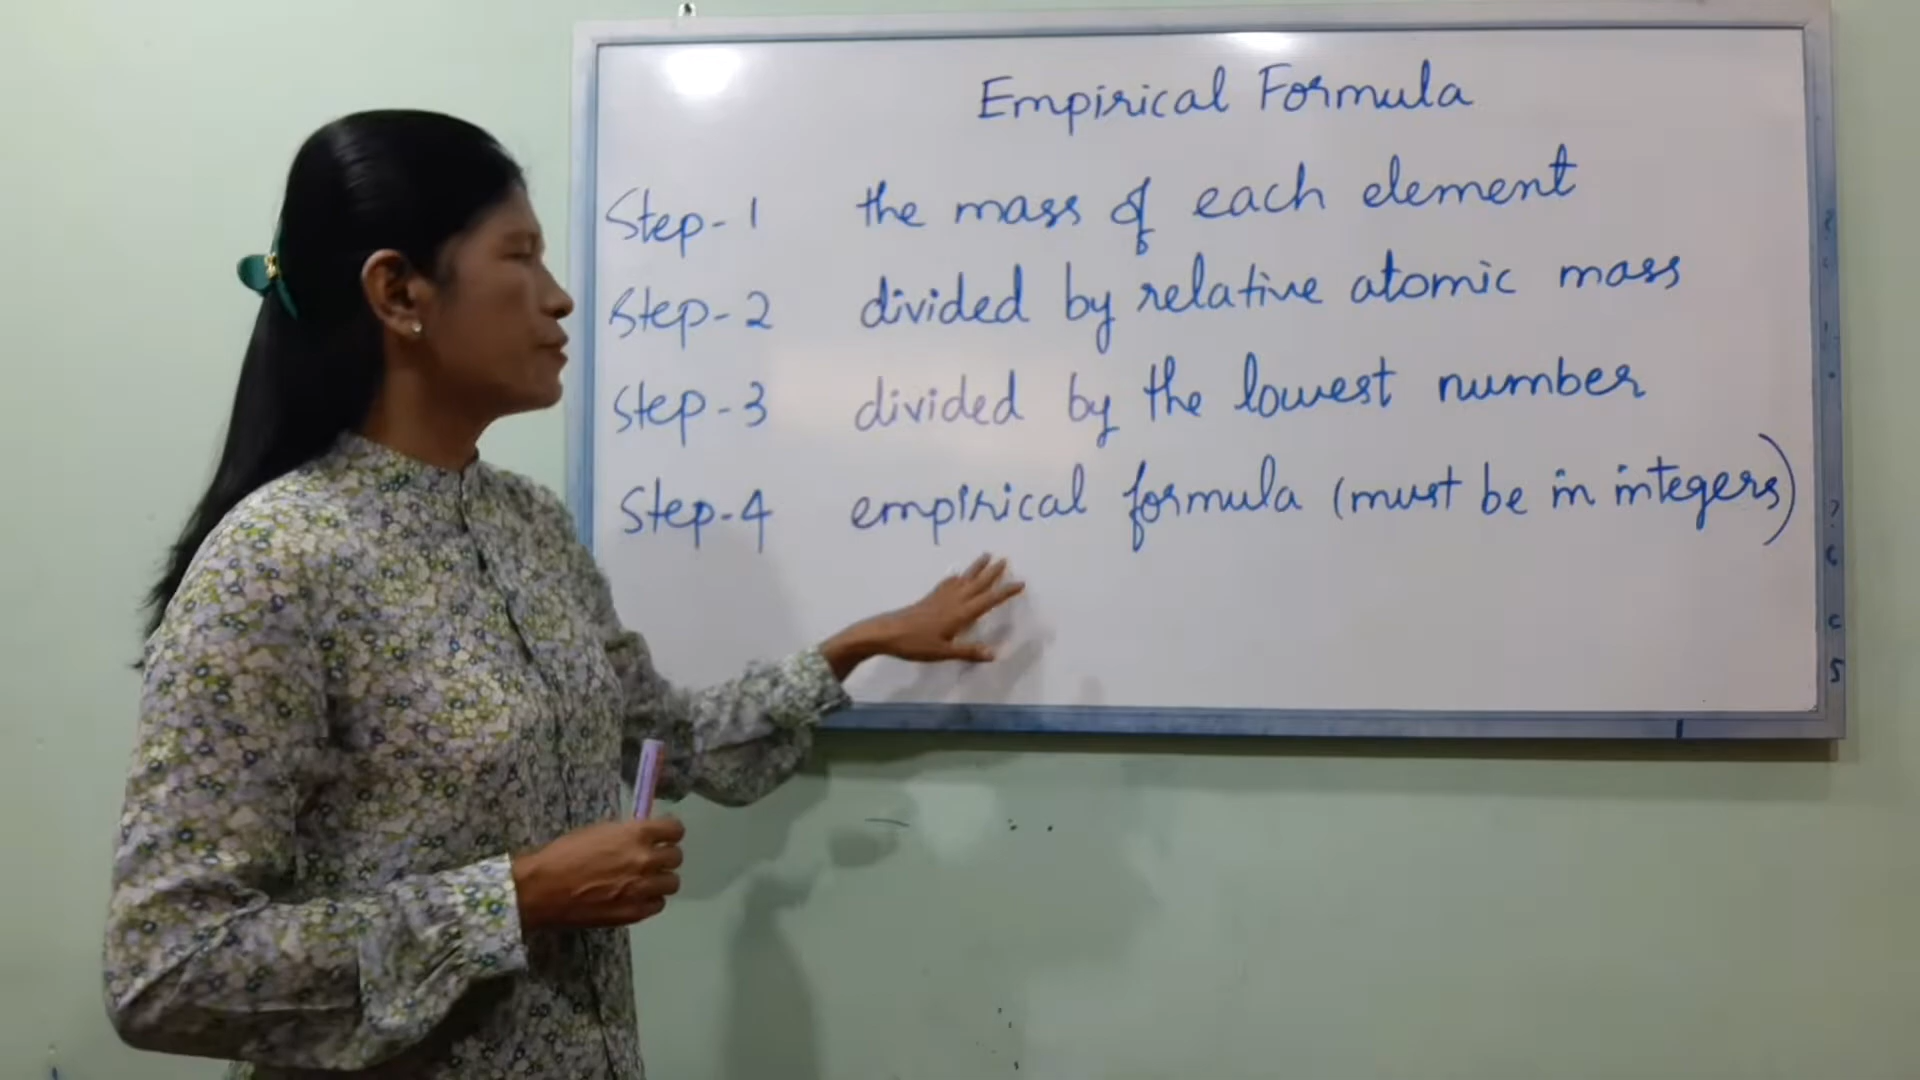 Empirical Formula
Step-1 the mass of each element
Step-2 divided by relative atomic mass
Step-3 divided by the lowest number
Step-4 empirical formula (must be in integers)